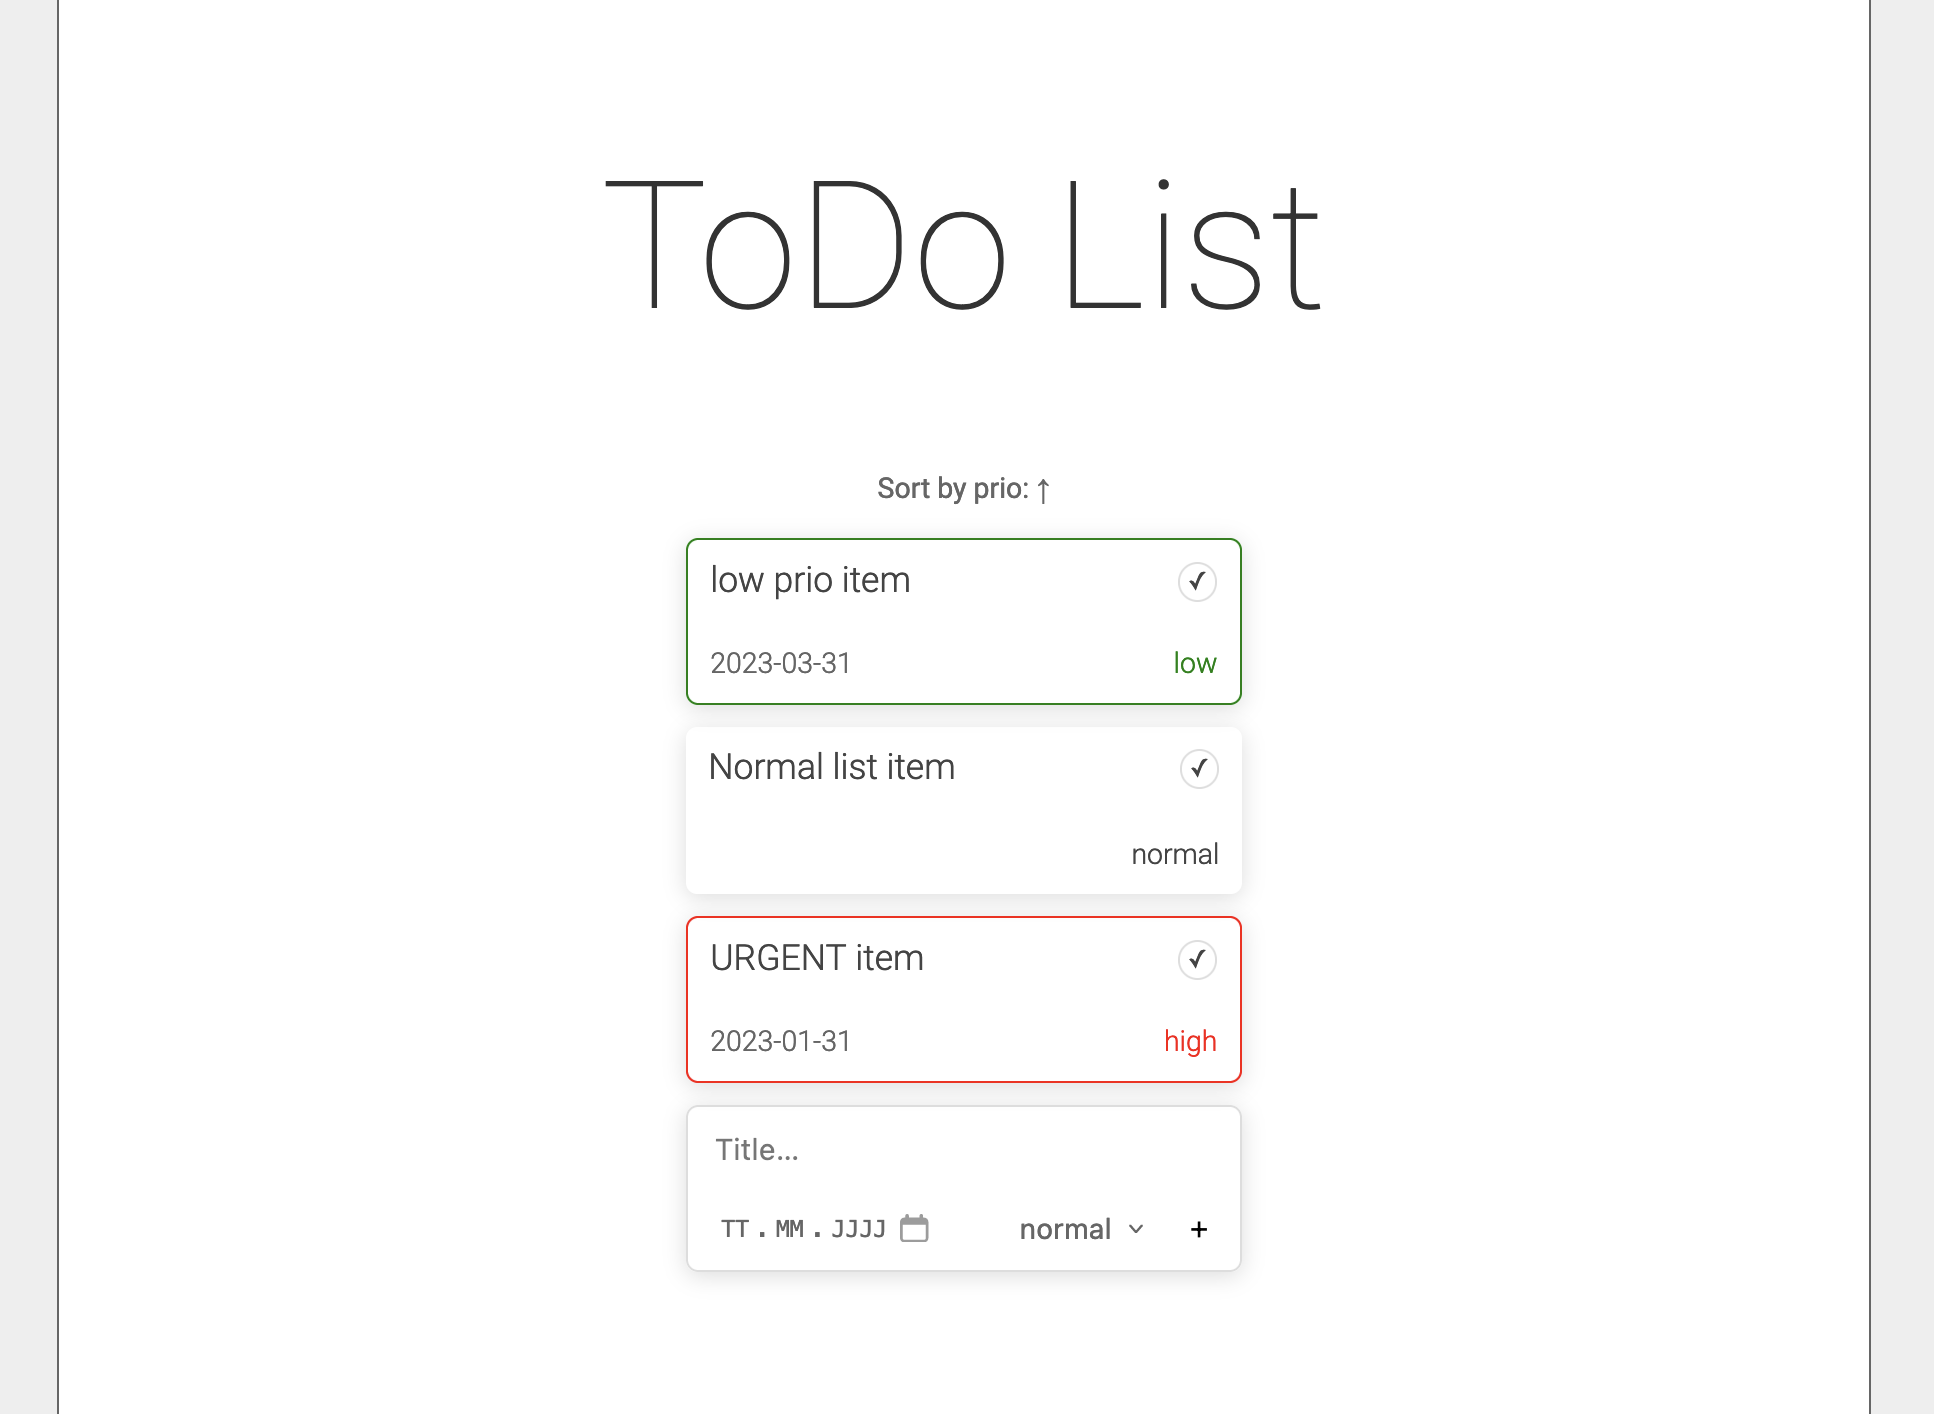 ToDo List
Sort by prio: ↑
low prio item ✓
2023-03-31 low
Normal list item ✓
normal
URGENT item ✓
2023-01-31 high
Title...
TT.MM.JJJJ normal +